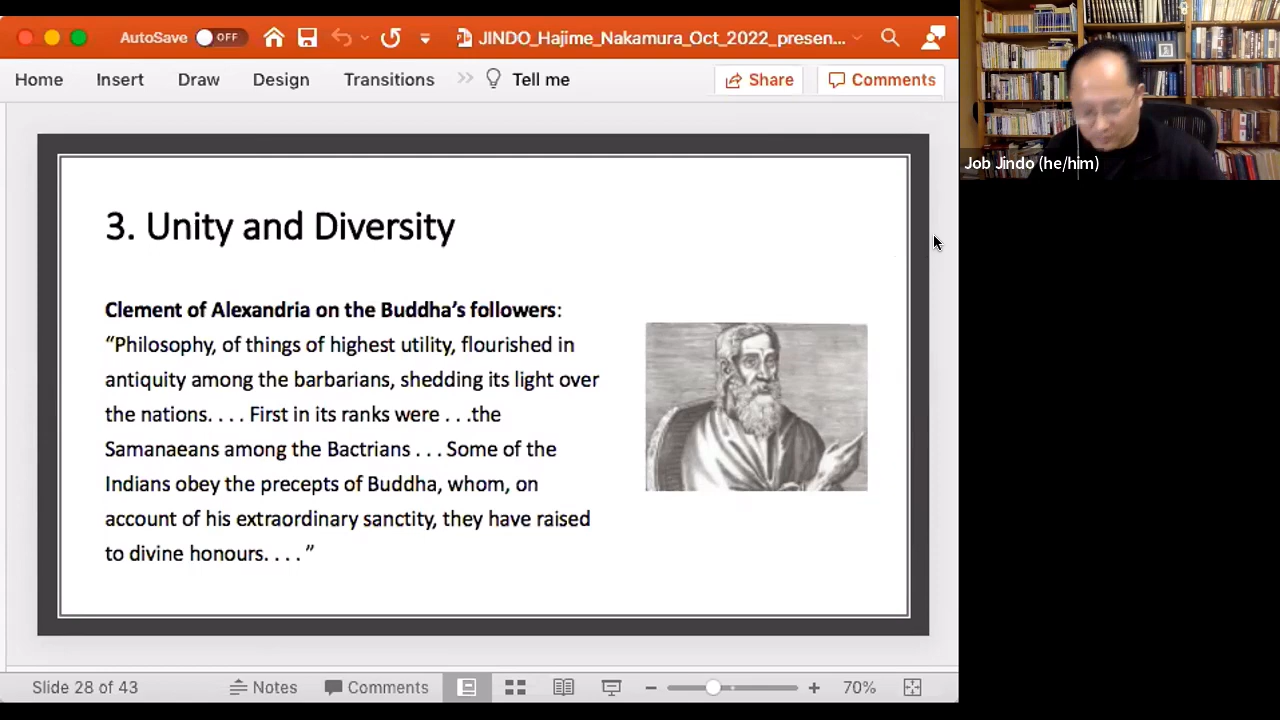 AutoSave OFF JINDO_Hajime_Nakamura_Oct_2022_presen...
Home Insert Draw Design Transitions Tell me Share Comments
3. Unity and Diversity
Clement of Alexandria on the Buddha’s followers:
“Philosophy, of things of highest utility, flourished in
antiquity among the barbarians, shedding its light over
the nations. . . . First in its ranks were . . .the
Samanaeans among the Bactrians . . . Some of the
Indians obey the precepts of Buddha, whom, on
account of his extraordinary sanctity, they have raised
to divine honours. . . . ”
Slide 28 of 43 Notes Comments 70%
Job Jindo (he/him)